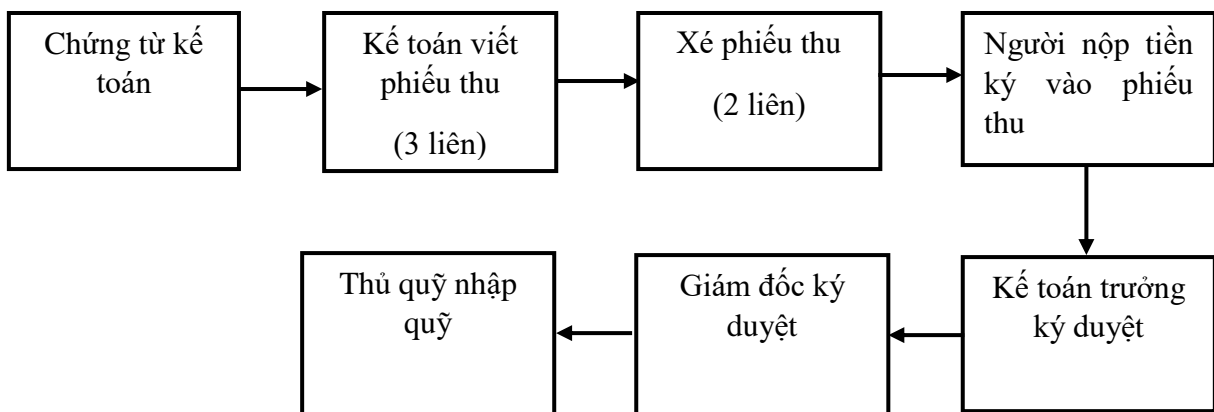 Chứng từ kế
toán
Kế toán viết
phiếu thu
(3 liên)
Xé phiếu thu
(2 liên)
Người nộp tiền
ký vào phiếu
thu
Thủ quỹ nhập
quỹ
Giám đốc ký
duyệt
Kế toán trưởng
ký duyệt